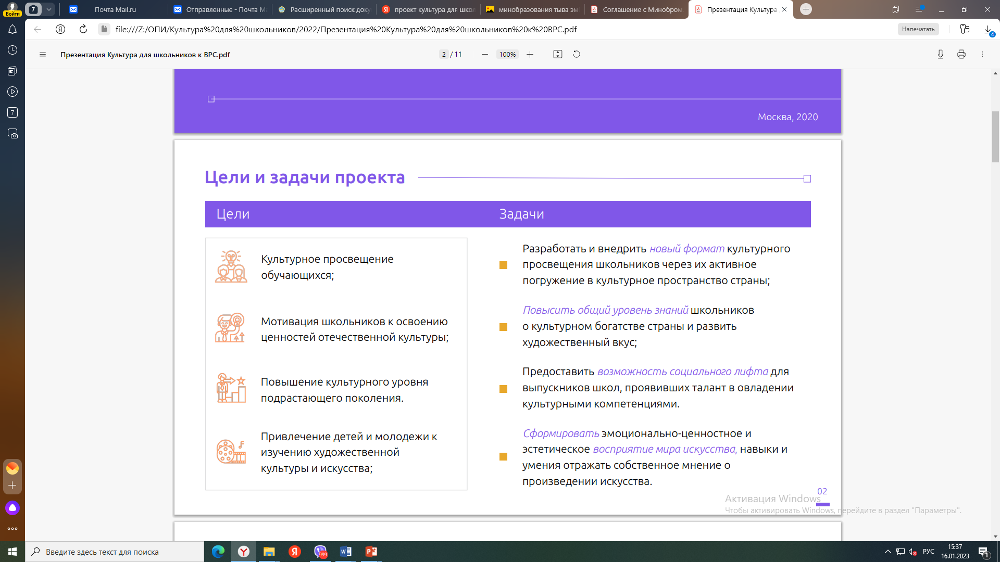 Войти
7
Почта Mail.ru
Отправленные - Почта Ma
Расширенный поиск доку
проект культура для школ
минобразования тыва эмб
Соглашение с Минобром.
Презентация Культура
file:///Z:/ОПИ/Культура%20для%20школьников/2022/Презентация%20Культура%20для%20школьников%20к%20ВРС.pdf
Напечатать
4
Презентация Культура для школьников к ВРС.pdf
2 / 11
100%
7
Москва, 2020
Цели и задачи проекта
Цели
Задачи
Культурное просвещение
обучающихся;
Мотивация школьников к освоению
ценностей отечественной культуры;
Повышение культурного уровня
подрастающего поколения.
Привлечение детей и молодежи к
изучению художественной
культуры и искусства;
Разработать и внедрить новый формат культурного
просвещения школьников через их активное
погружение в культурное пространство страны;
Повысить общий уровень знаний школьников
о культурном богатстве страны и развить
художественный вкус;
Предоставить возможность социального лифта для
выпускников школ, проявивших талант в овладении
культурными компетенциями.
Сформировать эмоционально-ценностное и
эстетическое восприятие мира искусства, навыки и
умения отражать собственное мнение о
произведении искусства.
02
Активация Windows
Чтобы активировать Windows, перейдите в раздел "Параметры".
Введите здесь текст для поиска
999
РУС
15:37
16.01.2023
1